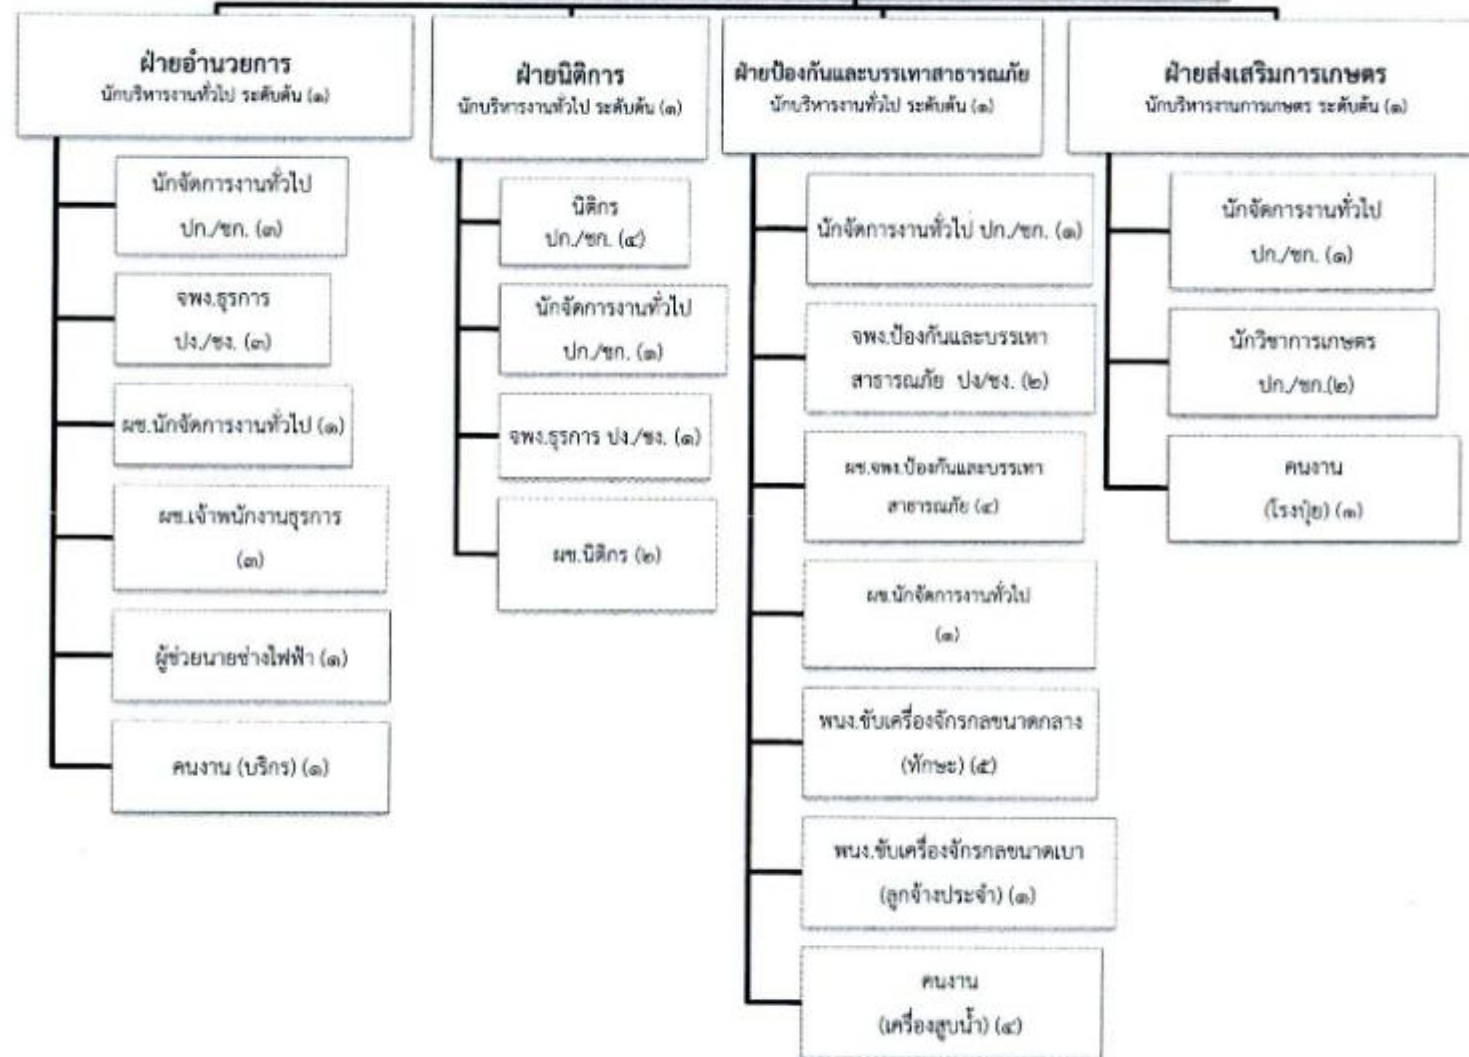 ฝ่ายอำนวยการ
นักบริหารงานทั่วไป ระดับต้น (๑)
นักจัดการงานทั่วไป
ปก./ชก. (๓)
จพง.ธุรการ
ปง./ชง. (๓)
ผช.นักจัดการงานทั่วไป (๑)
ผช.เจ้าพนักงานธุรการ
(๓)
ผู้ช่วยนายช่างไฟฟ้า (๑)
คนงาน (บริกร) (๑)
ฝ่ายนิติการ
นักบริหารงานทั่วไป ระดับต้น (๑)
นิติกร
ปก./ชก. (๔)
นักจัดการงานทั่วไป
ปก./ชก. (๑)
จพง.ธุรการ ปง./ชง. (๑)
ผช.นิติกร (๒)
ฝ่ายป้องกันและบรรเทาสาธารณภัย
นักบริหารงานทั่วไป ระดับต้น (๑)
นักจัดการงานทั่วไป ปก./ชก. (๑)
จพง.ป้องกันและบรรเทา
สาธารณภัย ปง/ชง. (๒)
ผช.จพง.ป้องกันและบรรเทา
สาธารณภัย (๔)
ผช.นักจัดการงานทั่วไป
(๑)
พนง.ขับเครื่องจักรกลขนาดกลาง
(ทักษะ) (๕)
พนง.ขับเครื่องจักรกลขนาดเบา
(ลูกจ้างประจำ) (๑)
คนงาน
(เครื่องสูบน้ำ) (๔)
ฝ่ายส่งเสริมการเกษตร
นักบริหารงานการเกษตร ระดับต้น (๑)
นักจัดการงานทั่วไป
ปก./ชก. (๑)
นักวิชาการเกษตร
ปก./ชก.(๒)
คนงาน
(โรงปุ๋ย) (๑)